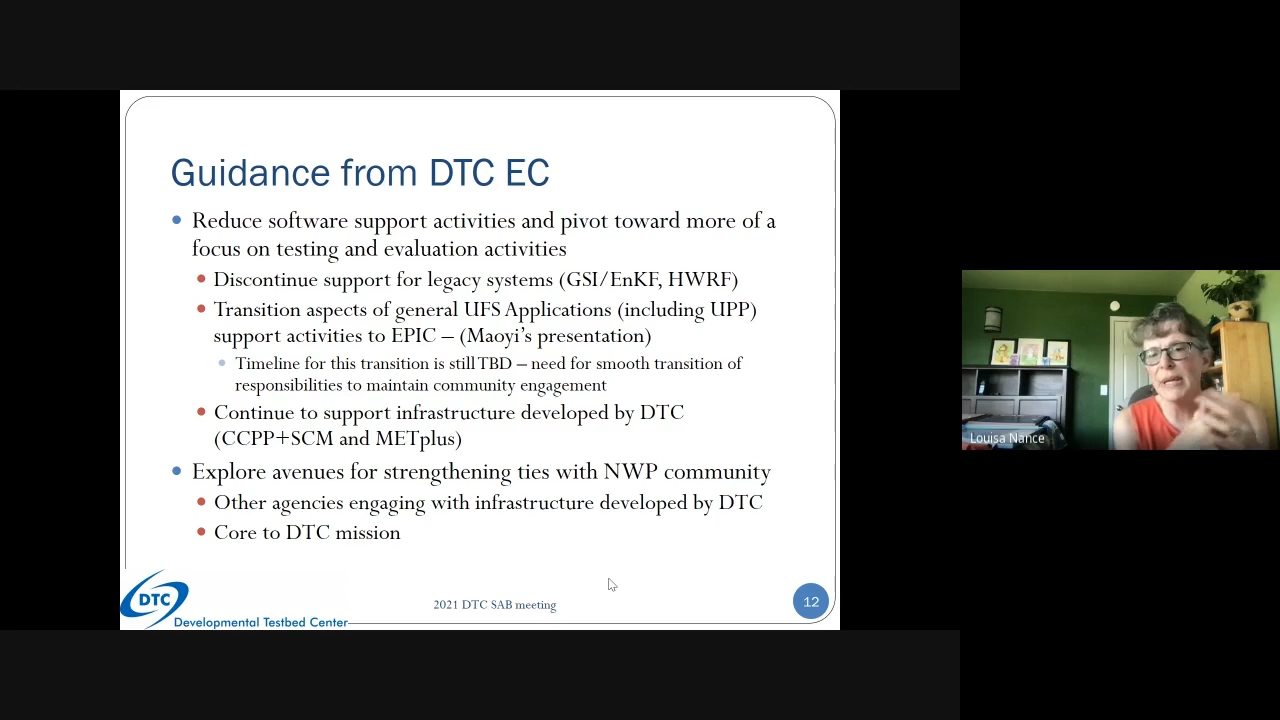 Guidance from DTC EC
Reduce software support activities and pivot toward more of a
focus on testing and evaluation activities
Discontinue support for legacy systems (GSI/EnKF, HWRF)
Transition aspects of general UFS Applications (including UPP)
support activities to EPIC – (Maoyi's presentation)
Timeline for this transition is still TBD – need for smooth transition of
responsibilities to maintain community engagement
Continue to support infrastructure developed by DTC
(CCPP+SCM and METplus)
Explore avenues for strengthening ties with NWP community
Other agencies engaging with infrastructure developed by DTC
Core to DTC mission
DTC
Developmental Testbed Center
2021 DTC SAB meeting
12
Louisa Nance